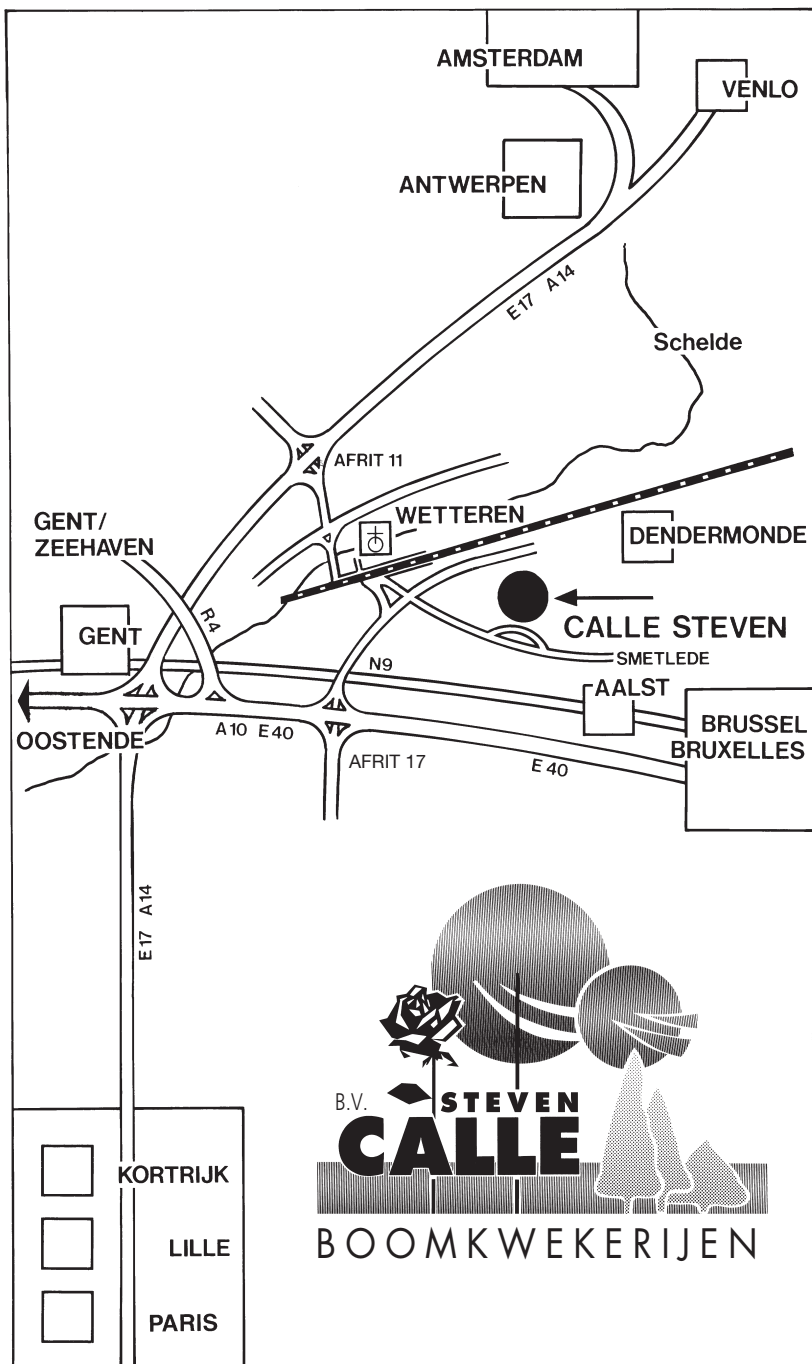 AMSTERDAM
VENLO
ANTWERPEN
E17 A14
Schelde
AFRIT 11
GENT/
ZEEHAVEN
WETTEREN
DENDERMONDE
R4
GENT
CALLE STEVEN
SMETLEDE
N9
AALST
OOSTENDE
A10 E40
BRUSSEL
BRUXELLES
AFRIT 17
E40
E17 A14
B.V. STEVEN
CALLE
KORTRIJK
LILLE
BOOMKWEKERIJEN
PARIS